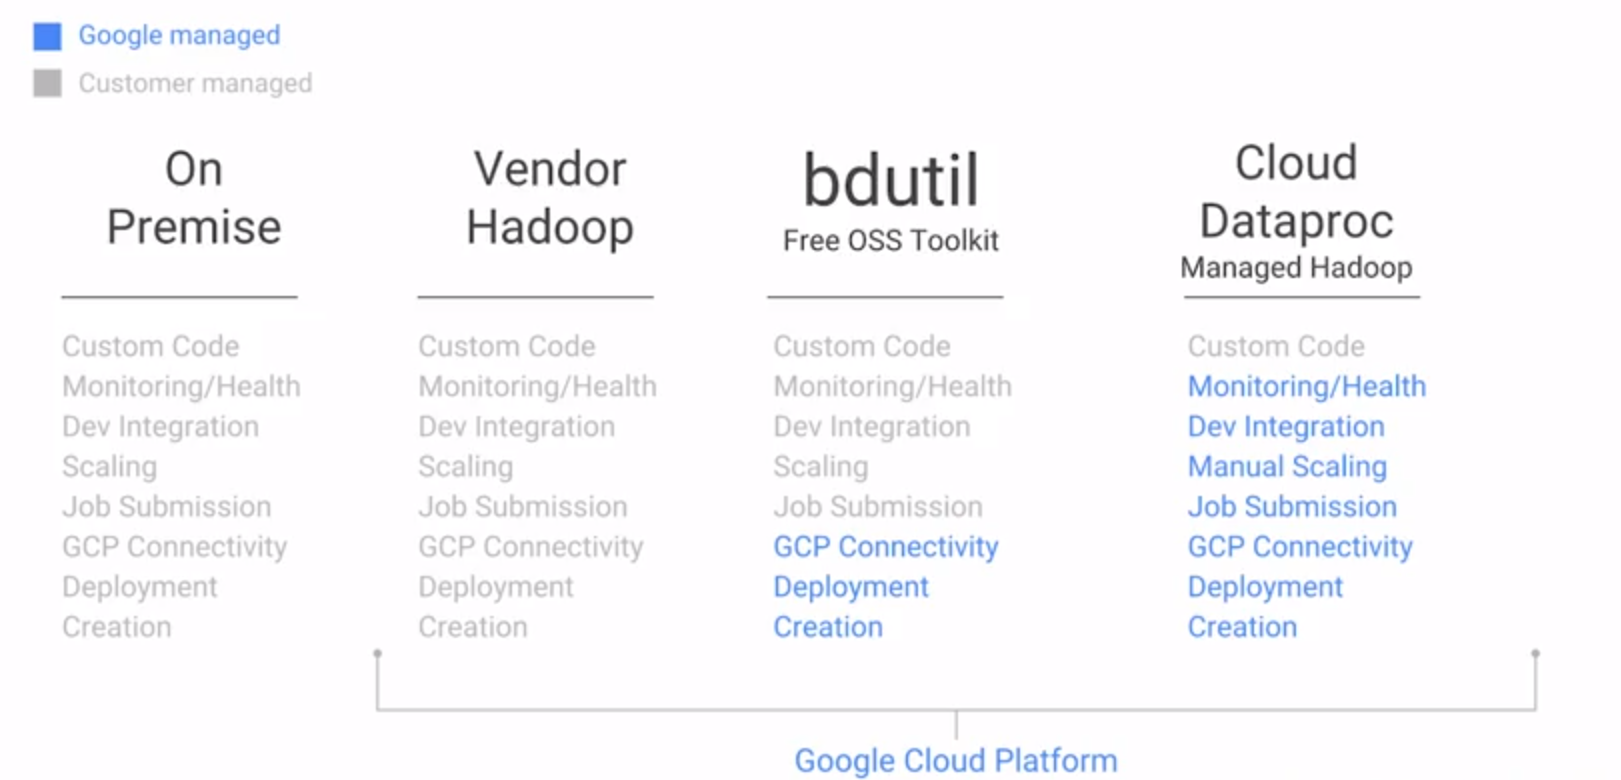 Google managed
Customer managed
On
Premise
Custom Code
Monitoring/Health
Dev Integration
Scaling
Job Submission
GCP Connectivity
Deployment
Creation
Vendor
Hadoop
Custom Code
Monitoring/Health
Dev Integration
Scaling
Job Submission
GCP Connectivity
Deployment
Creation
bdutil
Free OSS Toolkit
Custom Code
Monitoring/Health
Dev Integration
Scaling
Job Submission
GCP Connectivity
Deployment
Creation
Cloud
Dataproc
Managed Hadoop
Custom Code
Monitoring/Health
Dev Integration
Manual Scaling
Job Submission
GCP Connectivity
Deployment
Creation
Google Cloud Platform